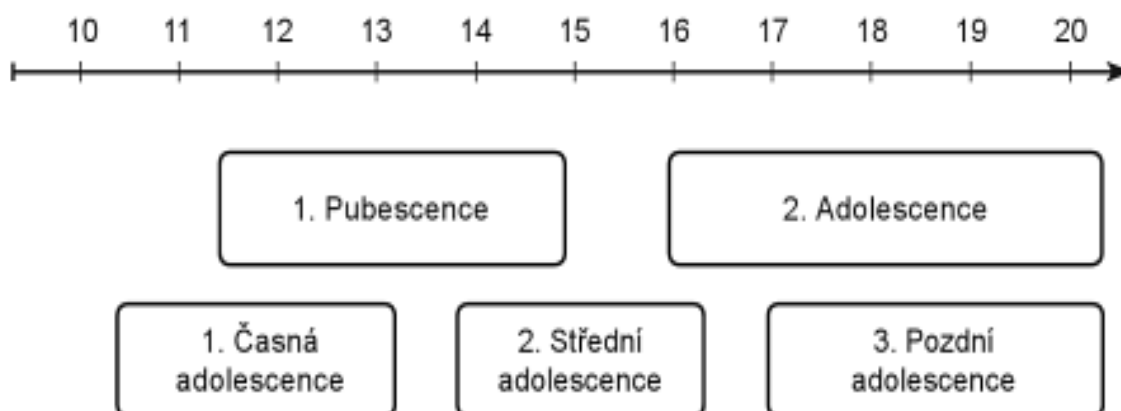 10 11 12 13 14 15 16 17 18 19 20
1. Pubescence 2. Adolescence
1. Časná adolescence
2. Střední adolescence
3. Pozdní adolescence